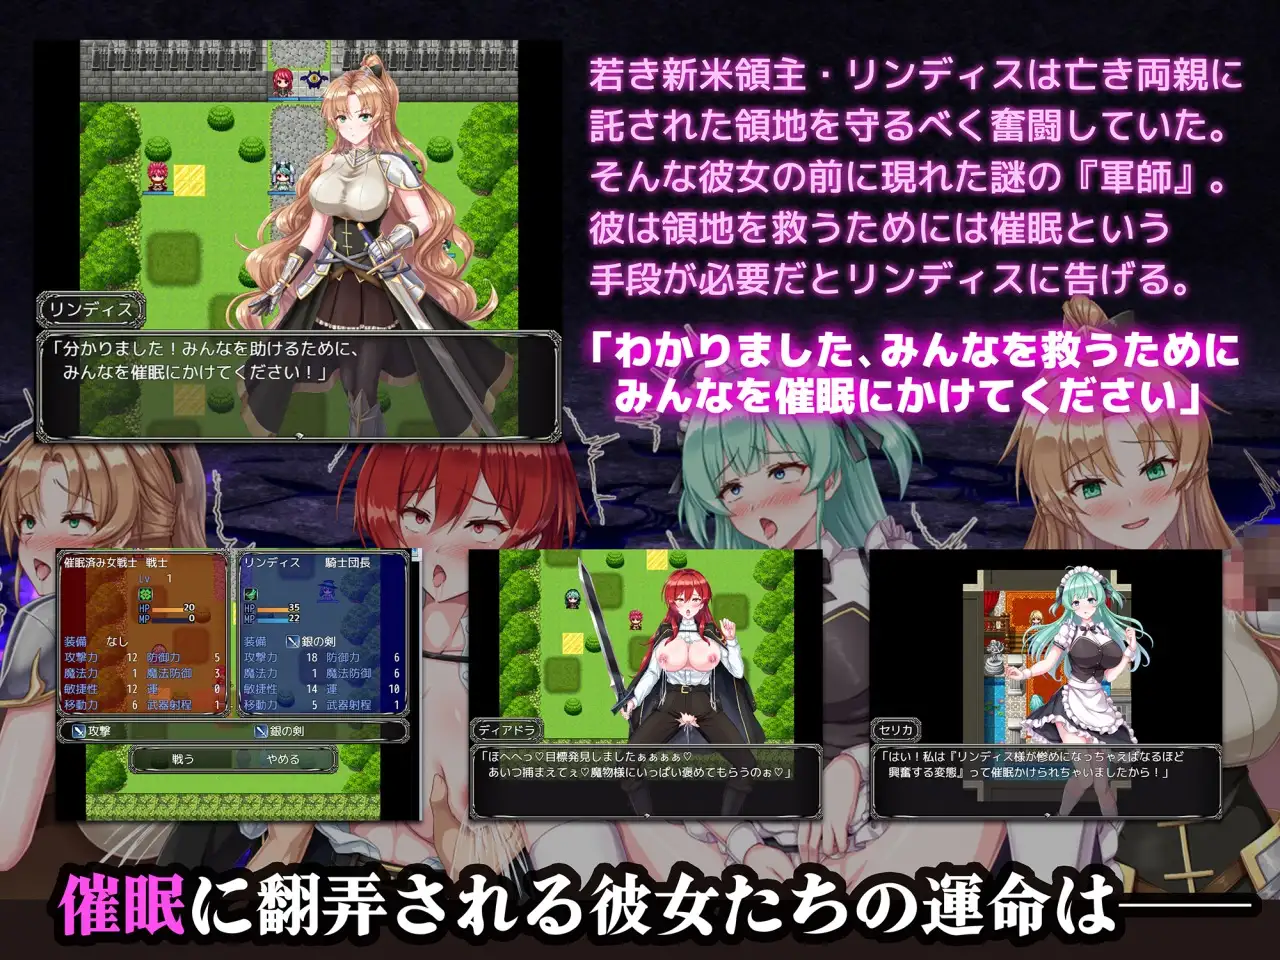 若き新米領主・リンディスは亡き両親に
託された領地を守るべく奮闘していた。
そんな彼女の前に現れた謎の『軍師』。
彼は領地を救うためには催眠という
手段が必要だとリンディスに告げる。
「わかりました、みんなを救うために
みんなを催眠にかけてください」
リンディス
「分かりました！みんなを助けるために、
みんなを催眠にかけてください！」
催眠済み女戦士 戦士
LV 1
HP 20
MP 0
装備 なし
攻撃力 12 防御力 5
魔法力 1 魔法防御 3
敏捷性 12 運 0
移動力 6 武器射程 1
リンディス 騎士団長
HP 35
MP 22
装備 銀の剣
攻撃力 18 防御力 6
魔法力 1 魔法防御 6
敏捷性 14 運 10
移動力 5 武器射程 1
攻撃 銀の剣
戦う やめる
ディアドラ
「ほへへっ♡目標発見しましたぁぁぁぁ♡
あいつ捕まえてぇ♡魔物様にいっぱい褒めてもらうのぉ♡」
セリカ
「はい！私は『リンディス様が惨めになっちゃえばなるほど
興奮する変態』って催眠かけられちゃいましたから！」
催眠に翻弄される彼女たちの運命は――